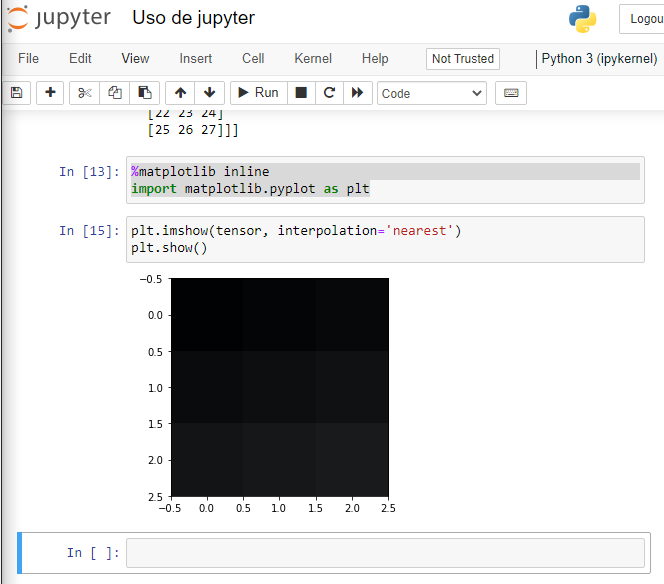 jupyter Uso de jupyter
Logou
File Edit View Insert Cell Kernel Help Not Trusted Python 3 (ipykernel)
Run Code
[22 23 24]
[25 26 27]]]
In [13]: %matplotlib inline
import matplotlib.pyplot as plt
In [15]: plt.imshow(tensor, interpolation='nearest')
plt.show()
−0.5
0.0
0.5
1.0
1.5
2.0
2.5
−0.5 0.0 0.5 1.0 1.5 2.0 2.5
In [ ]: